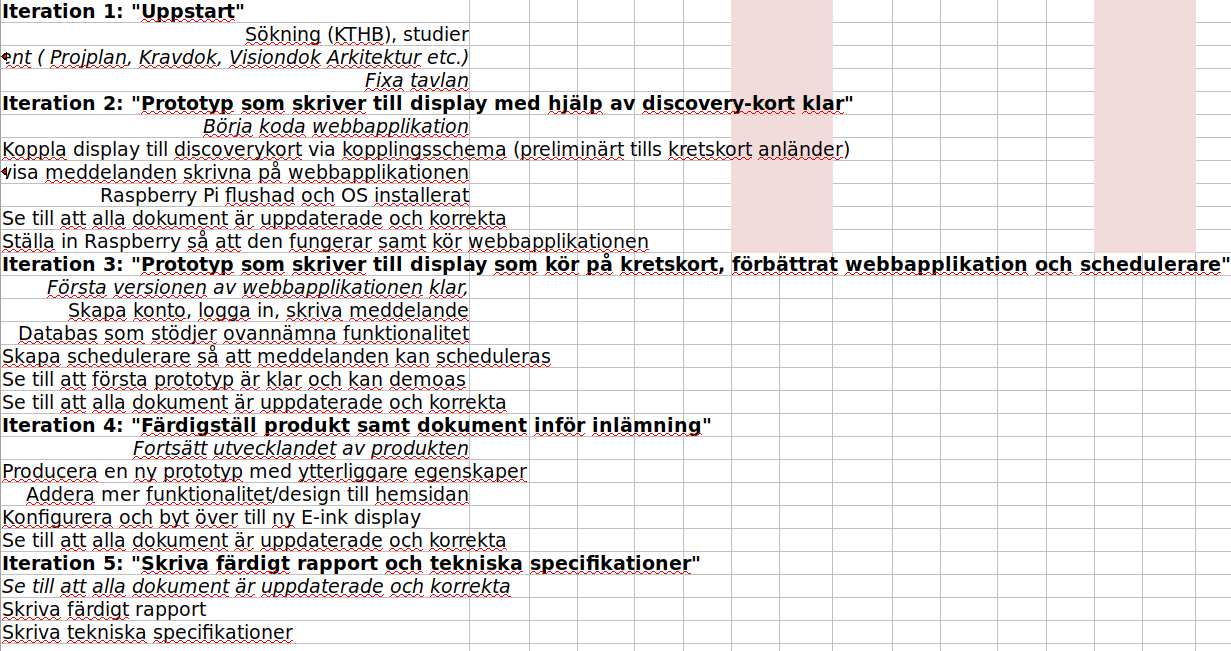 Iteration 1: "Uppstart"
Sökning (KTHB), studier
ent ( Projplan, Kravdok, Visiondok Arkitektur etc.)
Fixa tavlan
Iteration 2: "Prototyp som skriver till display med hjälp av discovery-kort klar"
Börja koda webbapplikation
Koppla display till discoverykort via kopplingsschema (preliminärt tills kretskort anländer)
visa meddelanden skrivna på webbapplikationen
Raspberry Pi flushad och OS installerat
Se till att alla dokument är uppdaterade och korrekta
Ställa in Raspberry så att den fungerar samt kör webbapplikationen
Iteration 3: "Prototyp som skriver till display som kör på kretskort, förbättrat webbapplikation och schedulerare"
Första versionen av webbapplikationen klar,
Skapa konto, logga in, skriva meddelande
Databas som stödjer ovannämna funktionalitet
Skapa schedulerare så att meddelanden kan scheduleras
Se till att första prototyp är klar och kan demoas
Se till att alla dokument är uppdaterade och korrekta
Iteration 4: "Färdigställ produkt samt dokument inför inlämning"
Fortsätt utvecklandet av produkten
Producera en ny prototyp med ytterliggare egenskaper
Addera mer funktionalitet/design till hemsidan
Konfigurera och byt över till ny E-ink display
Se till att alla dokument är uppdaterade och korrekta
Iteration 5: "Skriva färdigt rapport och tekniska specifikationer"
Se till att alla dokument är uppdaterade och korrekta
Skriva färdigt rapport
Skriva tekniska specifikationer